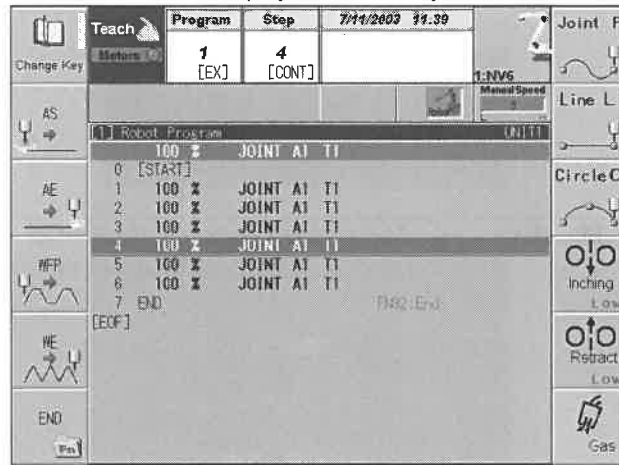 Teach
Program
Step
7/11/2003 11:39
Joint
Change Key
Motors
1
[EX]
4
[CONT]
1:NV6
Manual Speed
Line L
AS
[1] Robot Program
UNIT1
100 % JOINT A1 T1
0 [START]
1 100 % JOINT A1 T1
2 100 % JOINT A1 T1
3 100 % JOINT A1 T1
4 100 % JOINT A1 T1
5 100 % JOINT A1 T1
6 100 % JOINT A1 T1
7 END FN92:End
[EOF]
Circle C
AE
WFP
Inching
Low
WE
Retract
Low
END
Gas